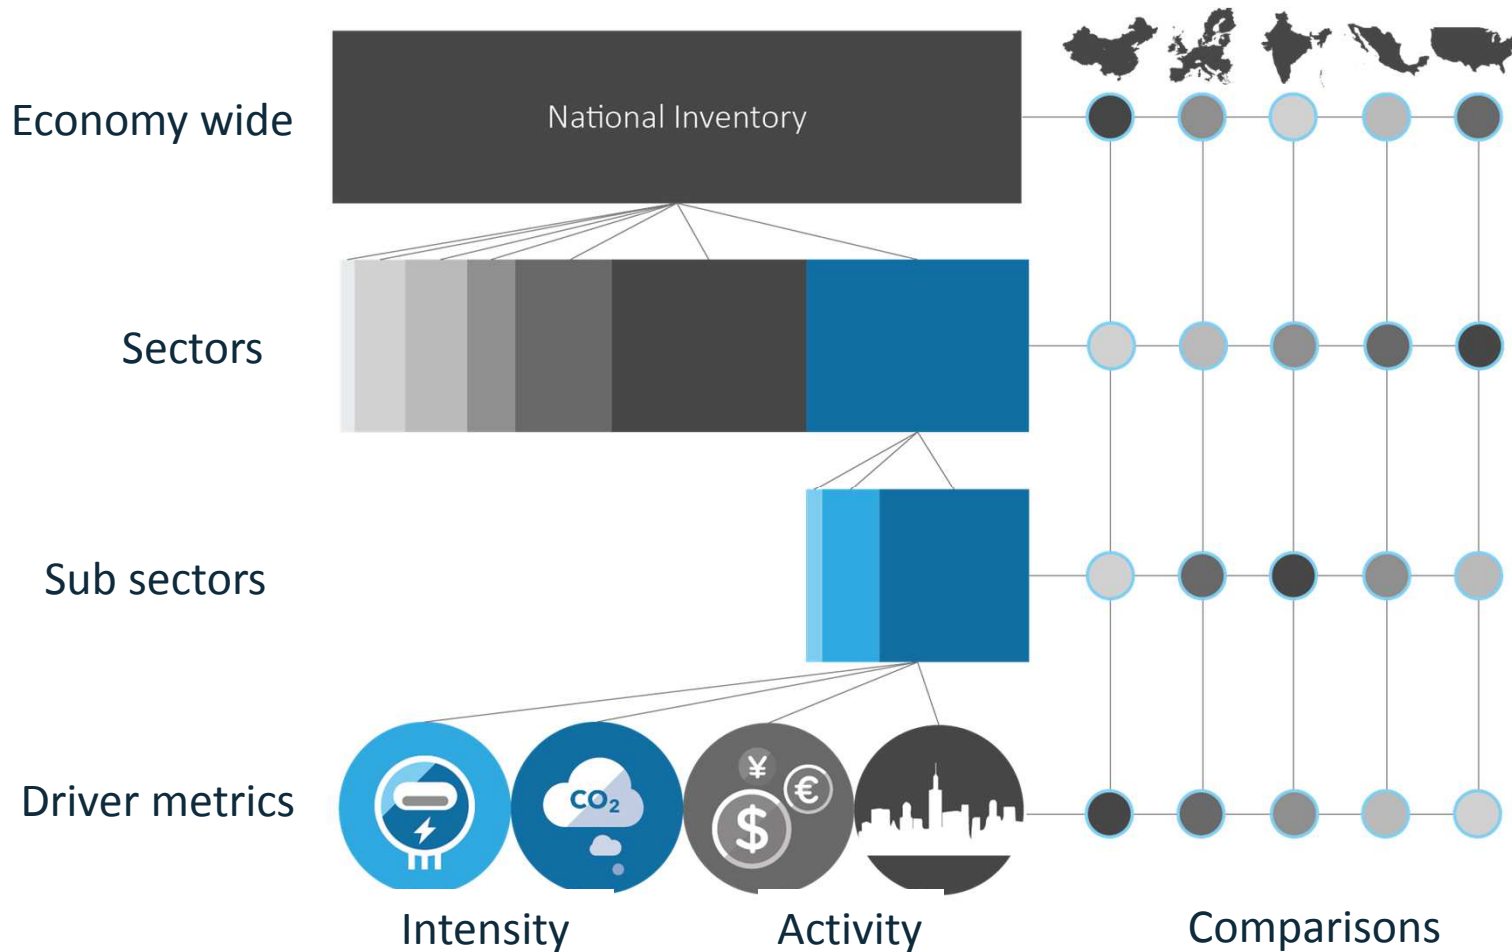 Economy wide
National Inventory
Sectors
Sub sectors
Driver metrics
CO₂
¥
€
$
Intensity
Activity
Comparisons